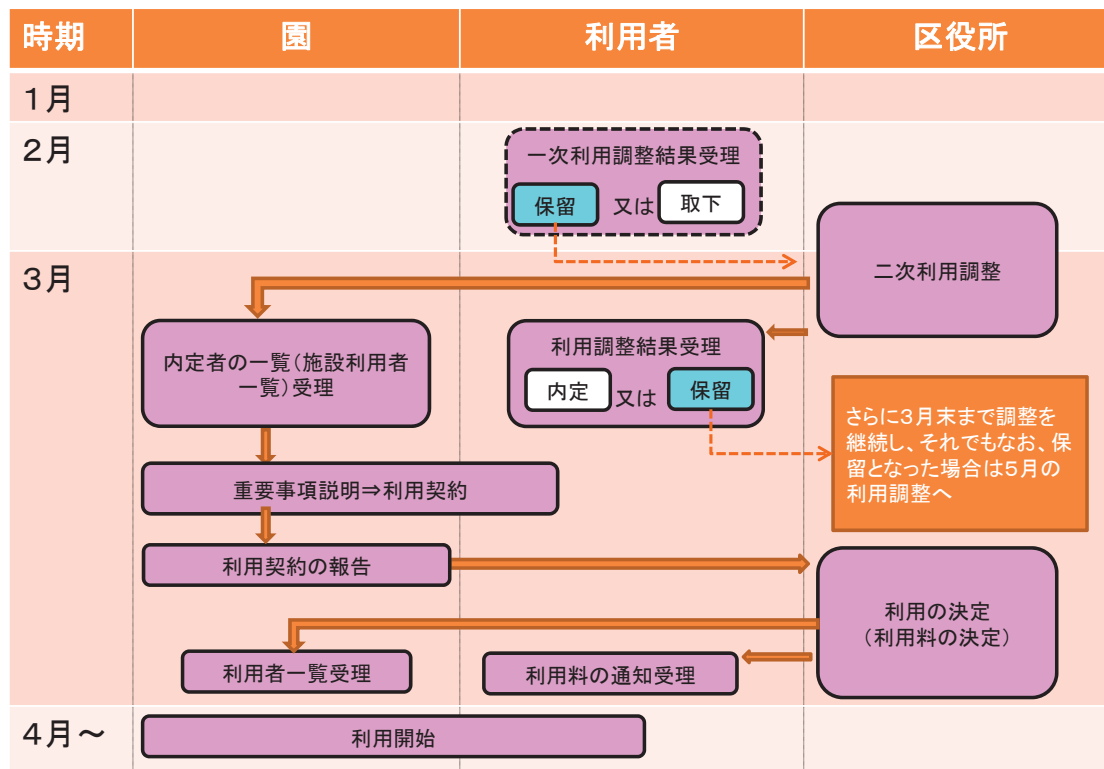 時期
園
利用者
区役所
1月
2月
一次利用調整結果受理
保留
又は
取下
二次利用調整
3月
内定者の一覧(施設利用者
一覧)受理
利用調整結果受理
内定
又は
保留
さらに3月末まで調整を
継続し、それでもなお、保
留となった場合は5月の
利用調整へ
重要事項説明⇒利用契約
利用契約の報告
利用の決定
(利用料の決定)
利用者一覧受理
利用料の通知受理
4月~
利用開始